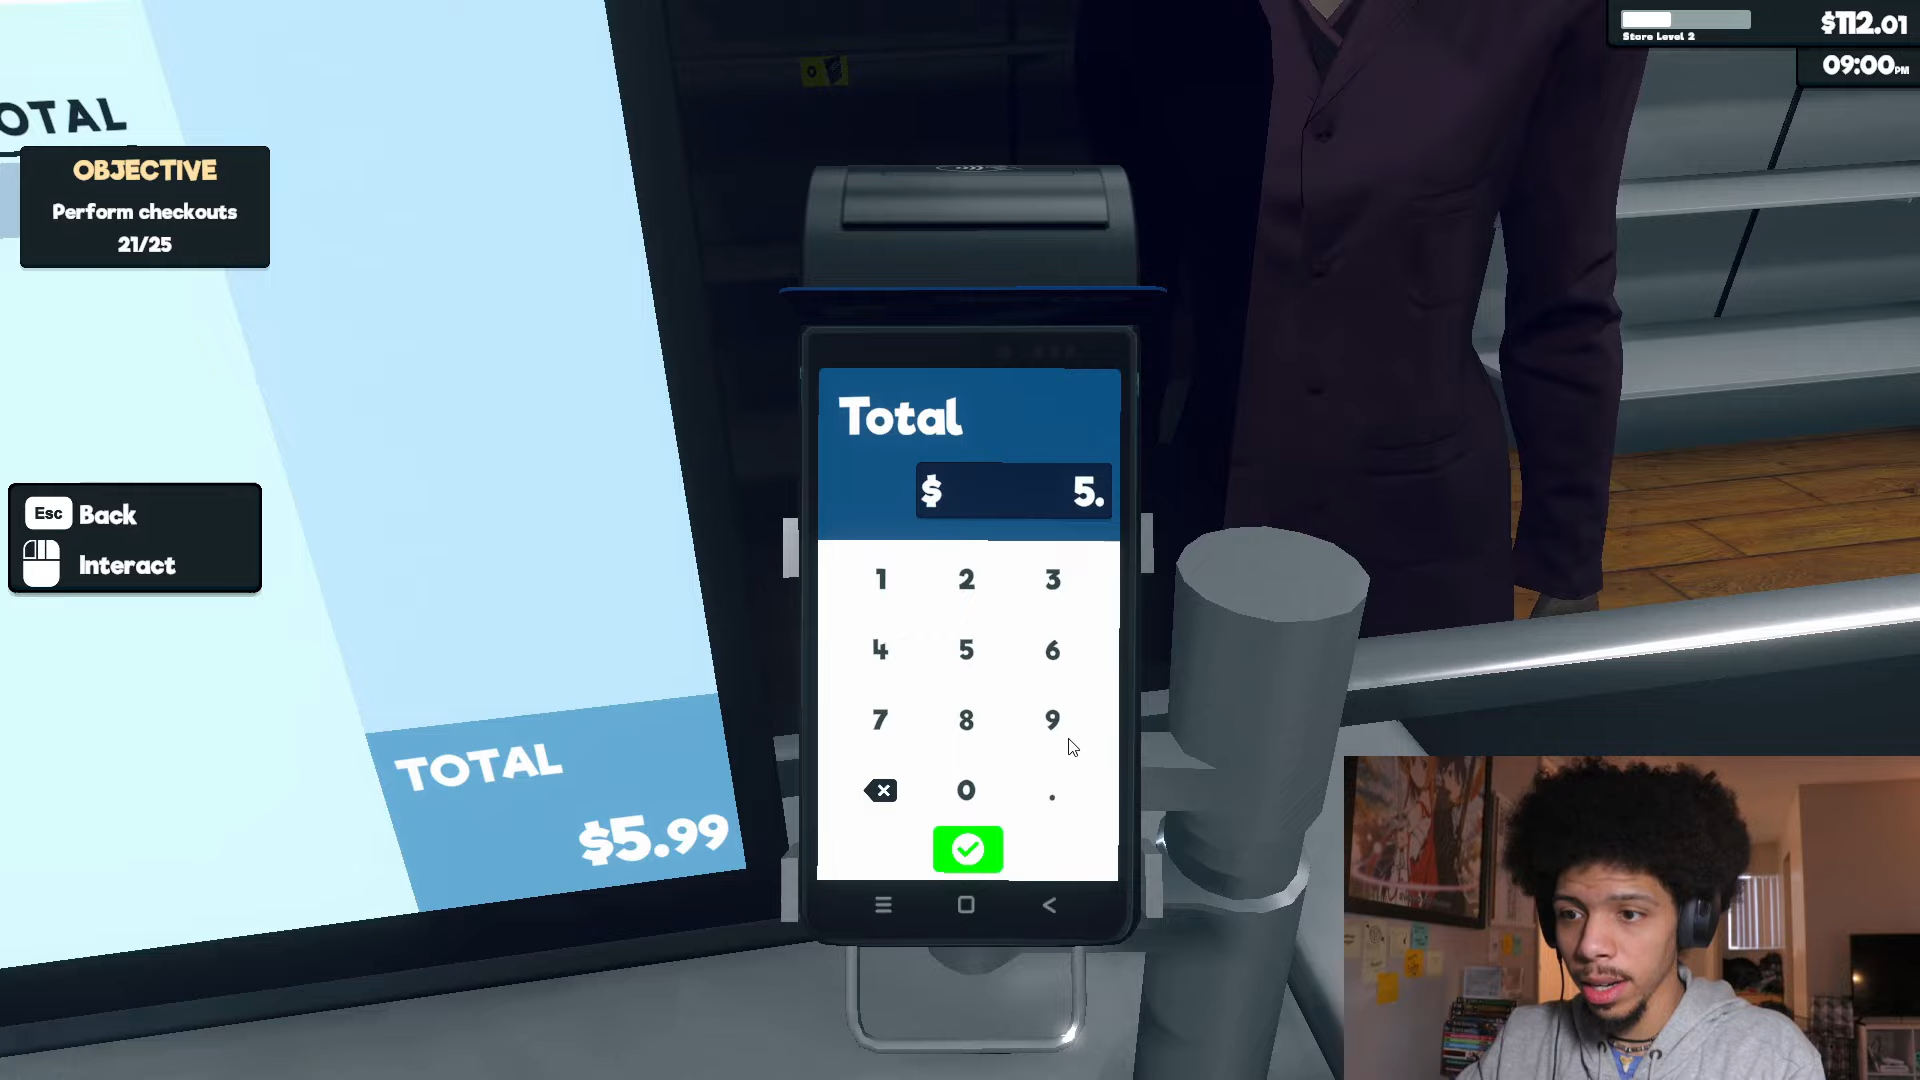 OTAL
OBJECTIVE
Perform checkouts
21/25
Esc Back
Interact
TOTAL
$5.99
Total
$ 5.
1 2 3
4 5 6
7 8 9
0 .
0
Store Level 2
$112.01
09:00PM